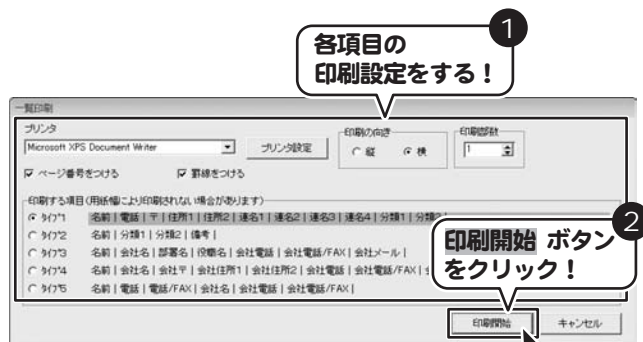 1
各項目の
印刷設定をする！
一覧印刷
プリンタ
Microsoft XPS Document Writer
プリンタ設定
印刷の向き
縦
横
印刷部数
1
ページ番号をつける
罫線をつける
印刷する項目(用紙幅により印刷されない場合があります)
タイプ1 名前 | 電話 | 〒 | 住所1 | 住所2 | 連名1 | 連名2 | 連名3 | 連名4 | 分類1 | 分類2 |
タイプ2 名前 | 分類1 | 分類2 | 備考 |
タイプ3 名前 | 会社名 | 部署名 | 役職名 | 会社電話 | 会社電話/FAX | 会社メール |
タイプ4 名前 | 会社名 | 会社〒 | 会社住所1 | 会社住所2 | 会社電話 | 会社電話/FAX |
タイプ5 名前 | 電話 | 電話/FAX | 会社名 | 会社電話 | 会社電話/FAX |
2
印刷開始 ボタン
をクリック！
印刷開始
キャンセル